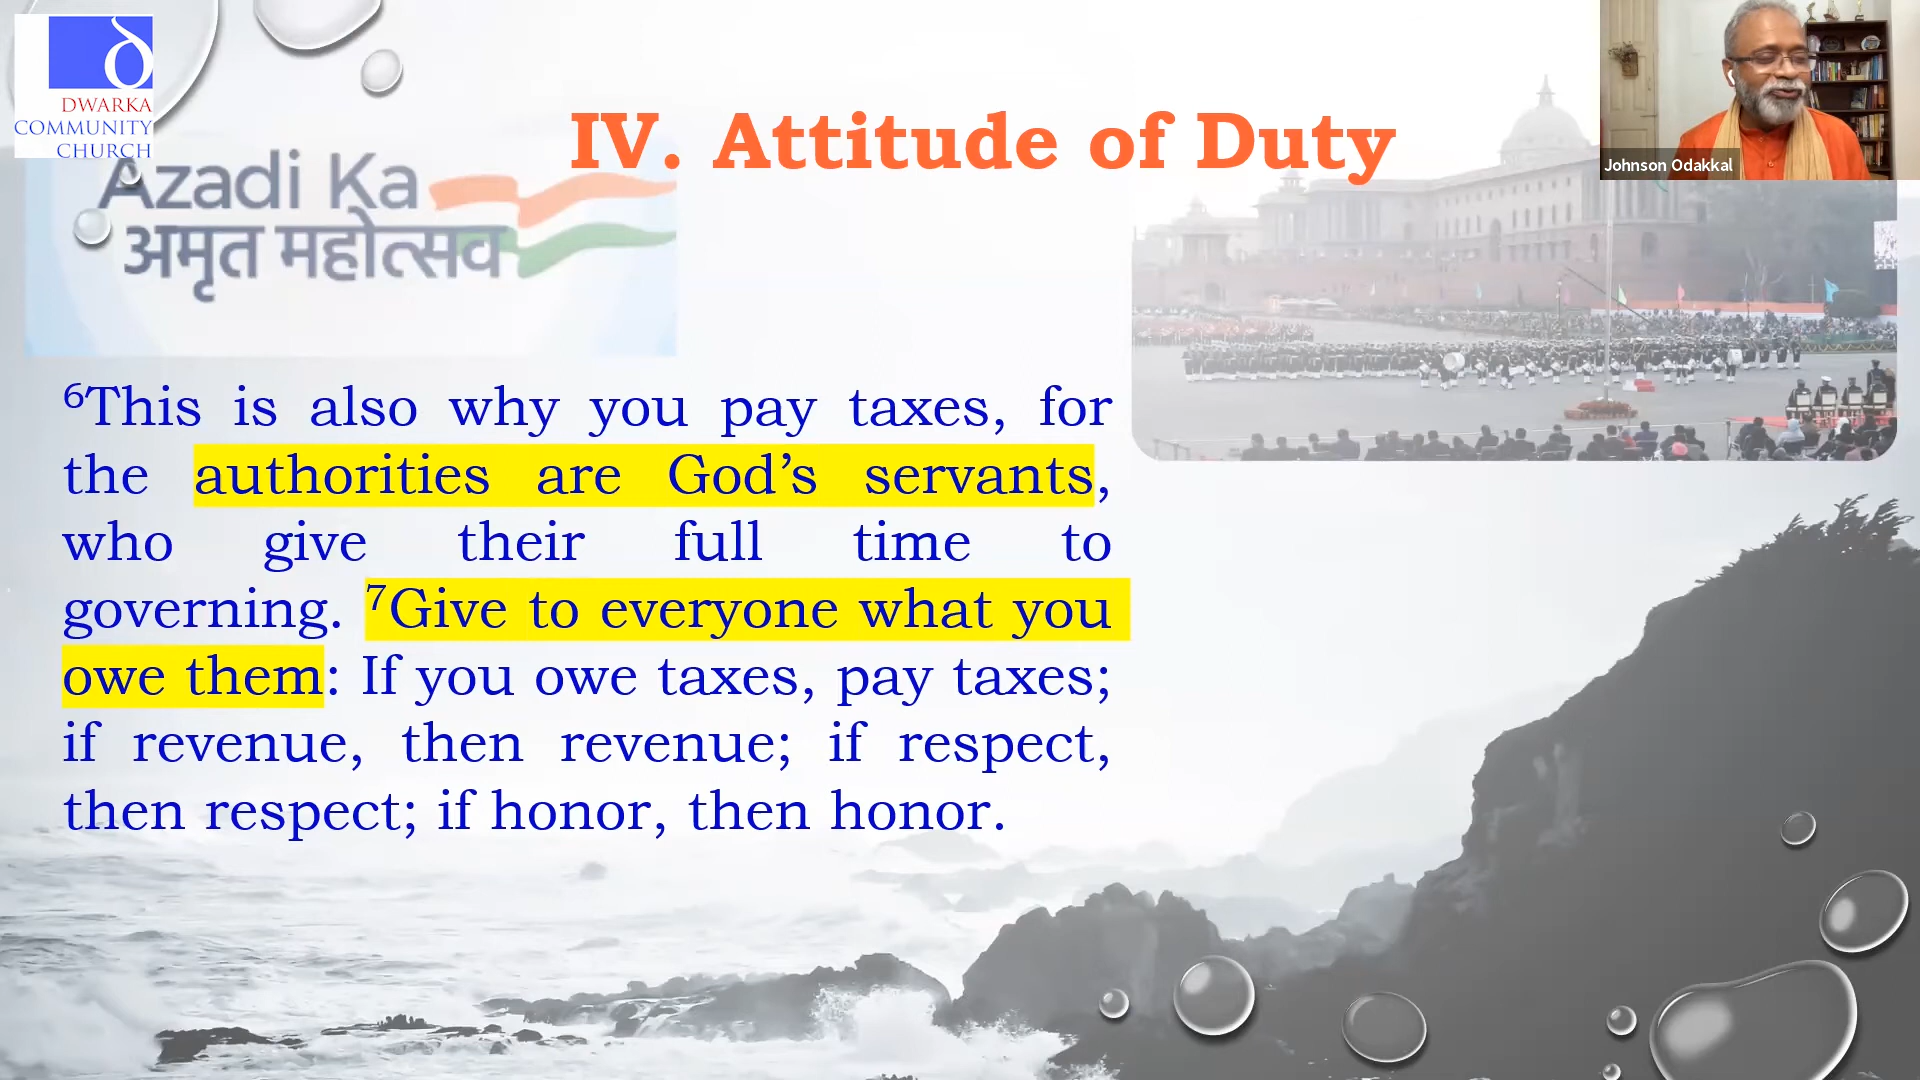 DWARKA
COMMUNITY
CHURCH
IV. Attitude of Duty
Johnson Odakkal
Azadi Ka
अमृत महोत्सव
⁶This is also why you pay taxes, for
the authorities are God’s servants,
who give their full time to
governing. ⁷Give to everyone what you
owe them: If you owe taxes, pay taxes;
if revenue, then revenue; if respect,
then respect; if honor, then honor.